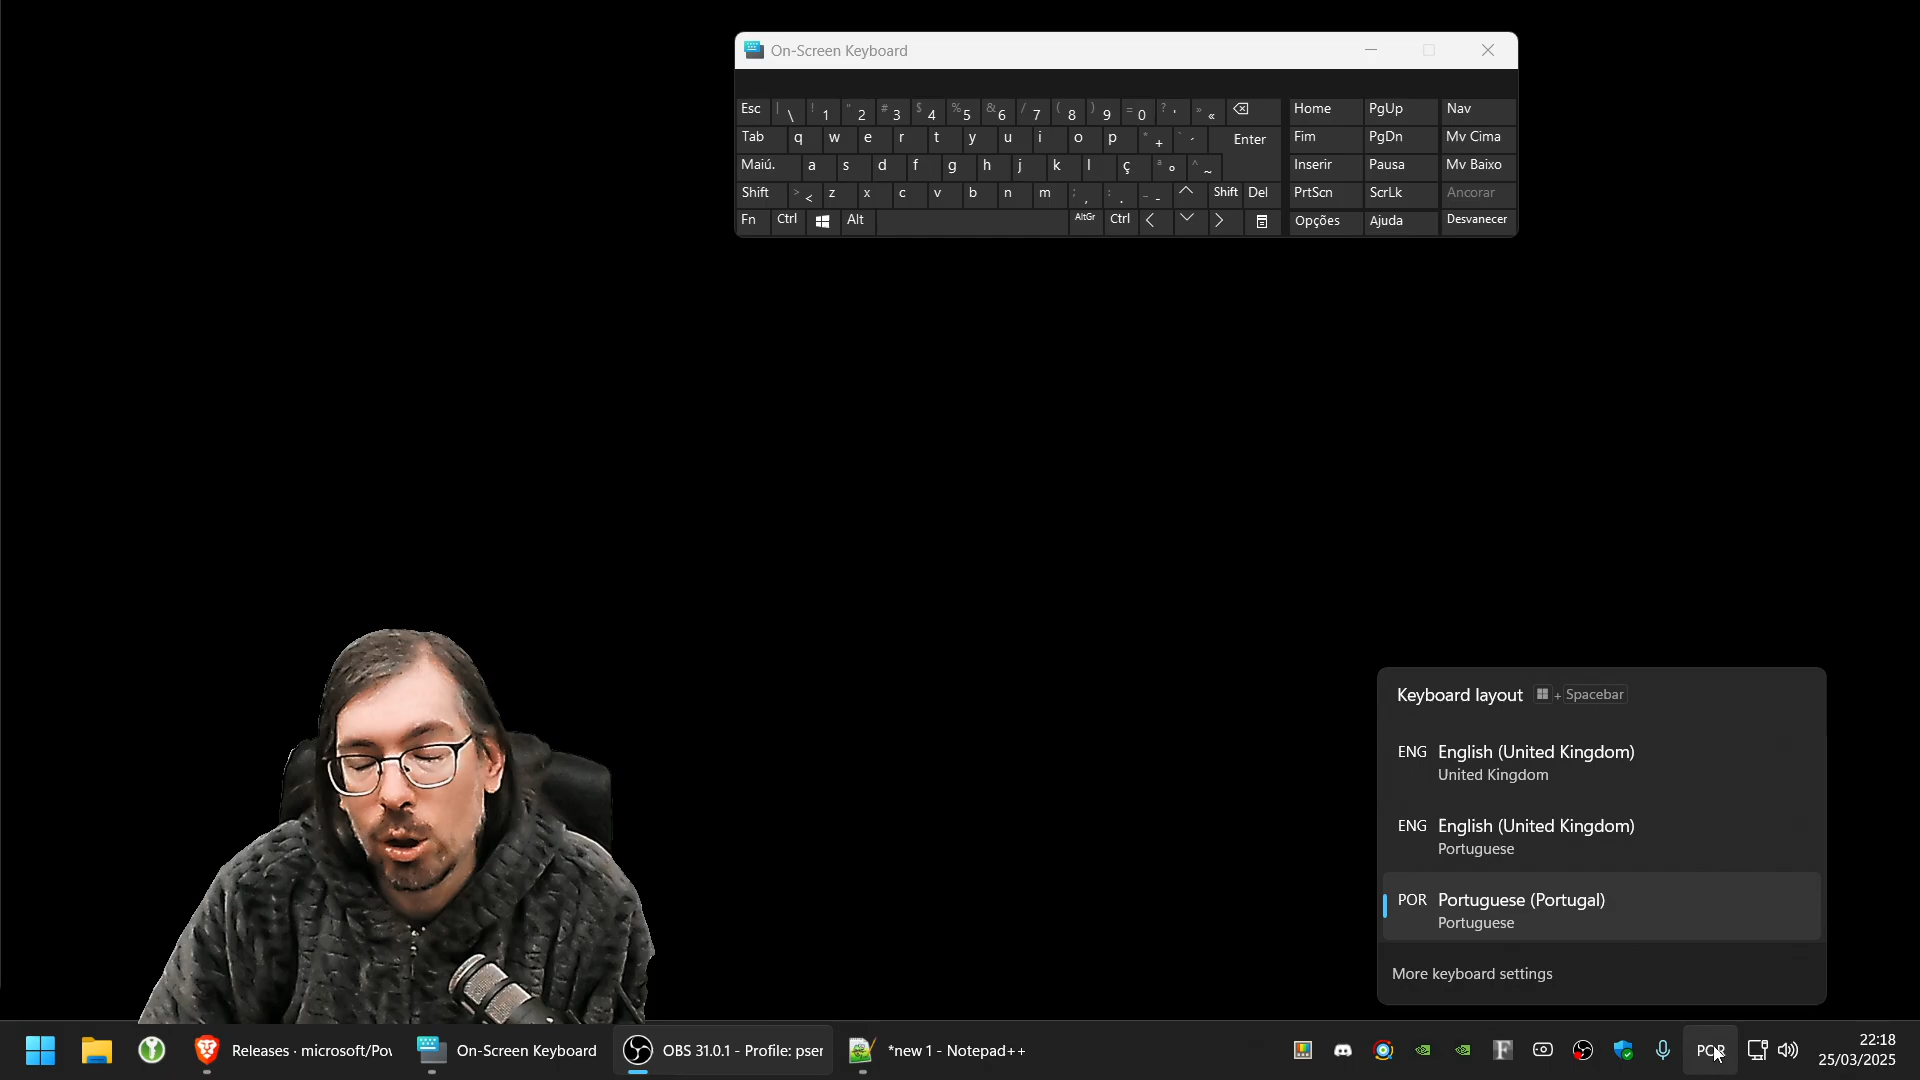 On-Screen Keyboard
Esc | \ ! 1 " 2 # 3 $ 4 % 5 & 6 / 7 ( 8 ) 9 = 0 ? ' » « Home PgUp Nav
Tab q w e r t y u i o p * + ` ´ Enter Fim PgDn Mv Cima
Maiú. a s d f g h j k l ç ª º ^ ~ Inserir Pausa Mv Baixo
Shift > < z x c v b n m ; , : . _ - Shift Del PrtScn ScrLk Ancorar
Fn Ctrl Alt AltGr Ctrl Opções Ajuda Desvanecer
Keyboard layout + Spacebar
ENG English (United Kingdom)
United Kingdom
ENG English (United Kingdom)
Portuguese
POR Portuguese (Portugal)
Portuguese
More keyboard settings
Releases · microsoft/Pov
On-Screen Keyboard
OBS 31.0.1 - Profile: pser
*new 1 - Notepad++
POR
22:18
25/03/2025